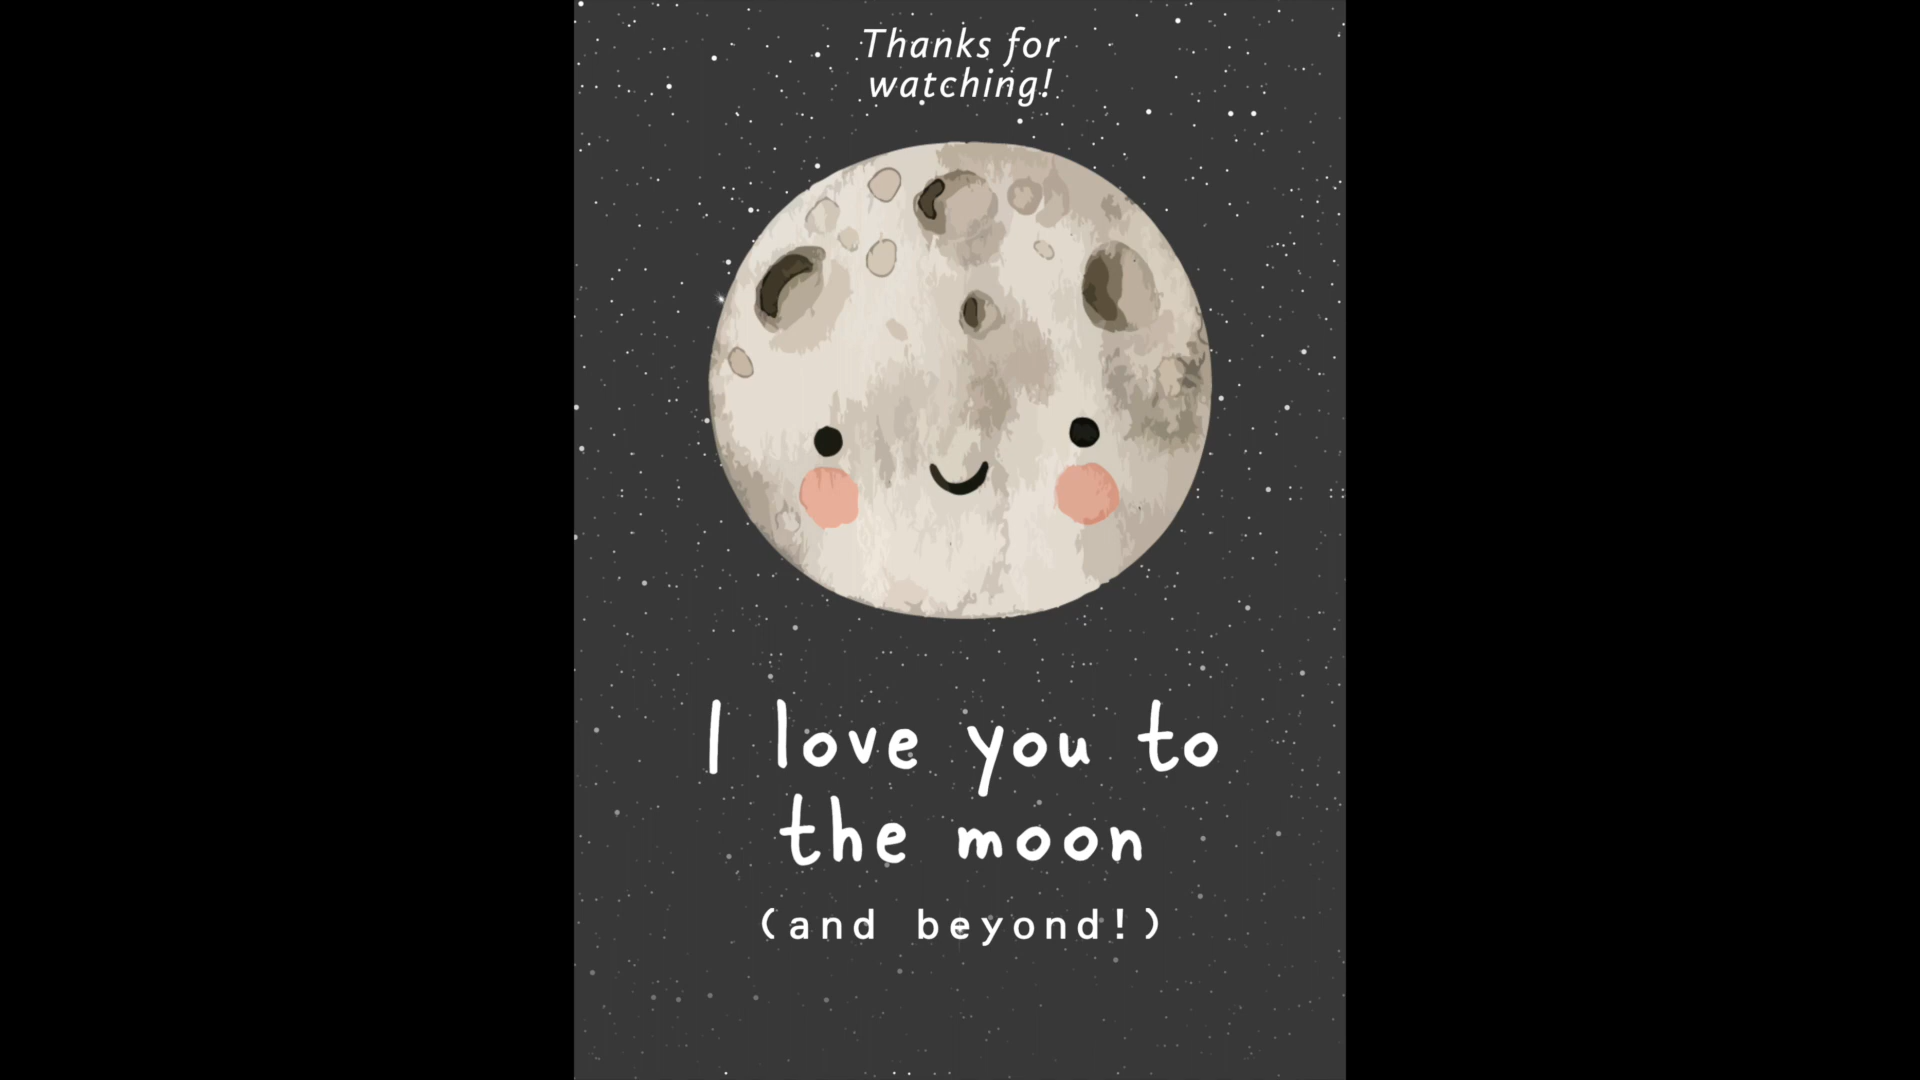 Thanks for
watching!
I love you to
the moon
(and beyond!)